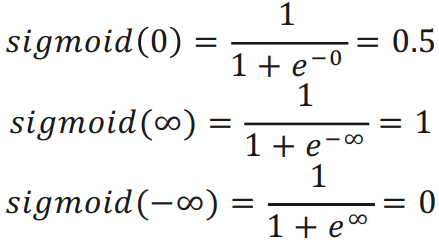 sigmoid(0) = 1 / (1 + e^{-0}) = 0.5
sigmoid(∞) = 1 / (1 + e^{-∞}) = 1
sigmoid(-∞) = 1 / (1 + e^{∞}) = 0